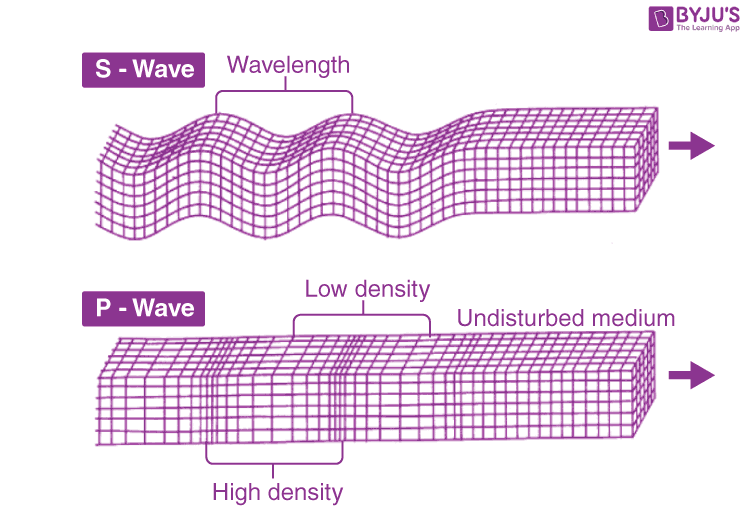 BYJU'S
The Learning App
S - Wave
Wavelength
P - Wave
Low density
Undisturbed medium
High density